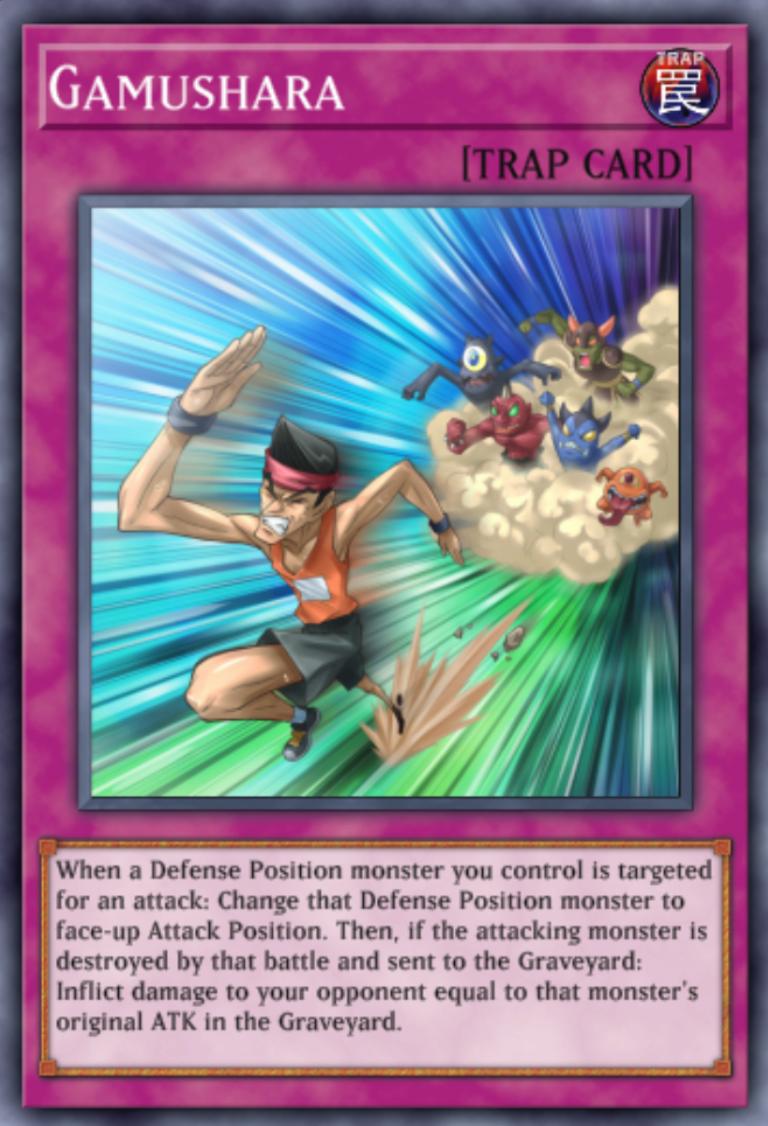 GAMUSHARA
TRAP
罠
[TRAP CARD]
When a Defense Position monster you control is targeted
for an attack: Change that Defense Position monster to
face-up Attack Position. Then, if the attacking monster is
destroyed by that battle and sent to the Graveyard:
Inflict damage to your opponent equal to that monster's
original ATK in the Graveyard.